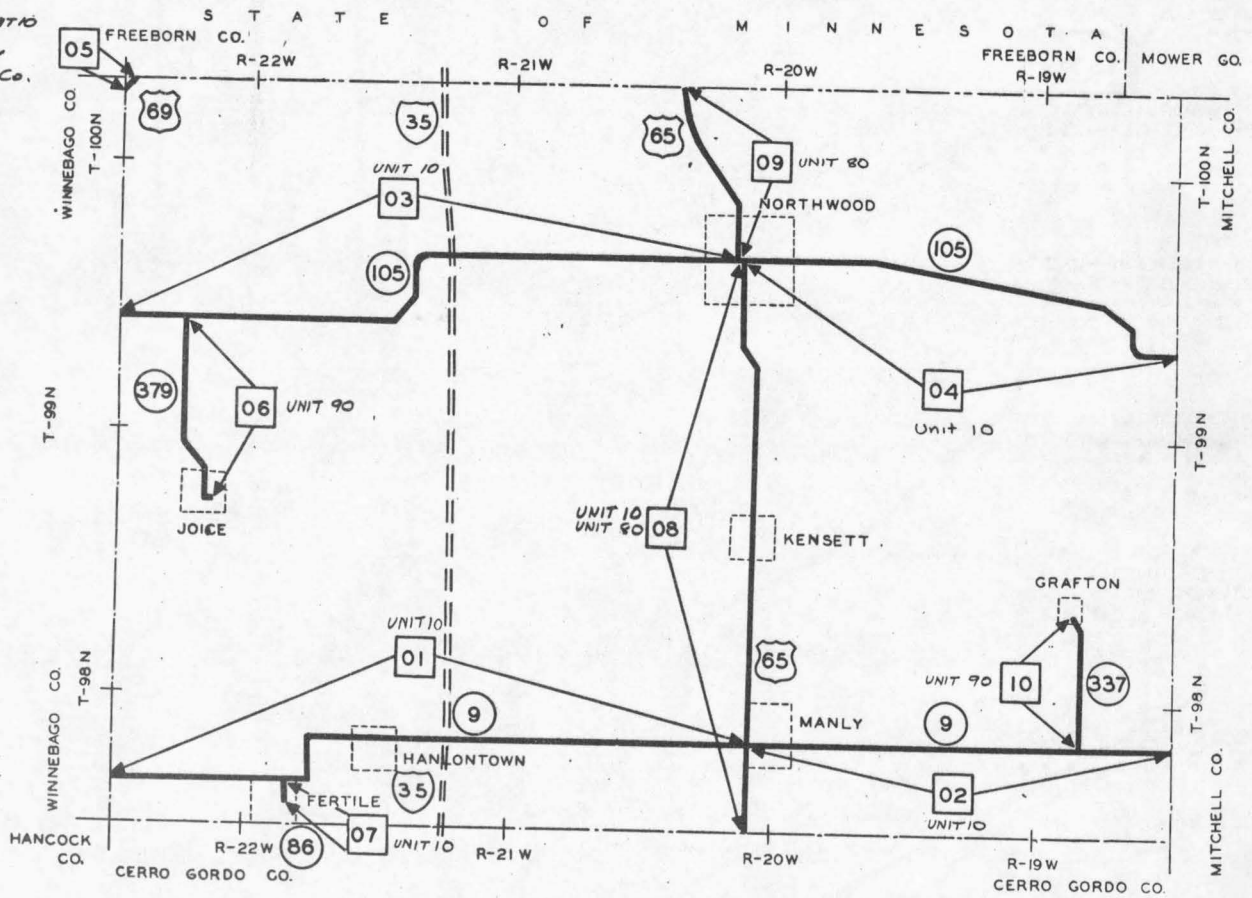 STATE OF MINNESOTA
Co.
05
FREEBORN CO.
FREEBORN CO.
MOWER CO.
R-22W
R-21W
R-20W
R-19W
69
35
65
WINNEBAGO CO.
T-100N
T-100N
MITCHELL CO.
UNIT 10
03
09
UNIT 80
NORTHWOOD
105
105
379
06
UNIT 90
04
Unit 10
T-99N
T-99N
JOICE
UNIT 10
UNIT 80
08
KENSETT
GRAFTON
UNIT 10
01
65
UNIT 90
10
337
WINNEBAGO CO.
T-98N
T-98N
9
MANLY
9
HANLONTOWN
35
02
UNIT 10
FERTILE
07
UNIT 10
86
HANCOCK
CO.
R-22W
R-21W
R-20W
R-19W
CERRO GORDO CO.
CERRO GORDO CO.
MITCHELL CO.